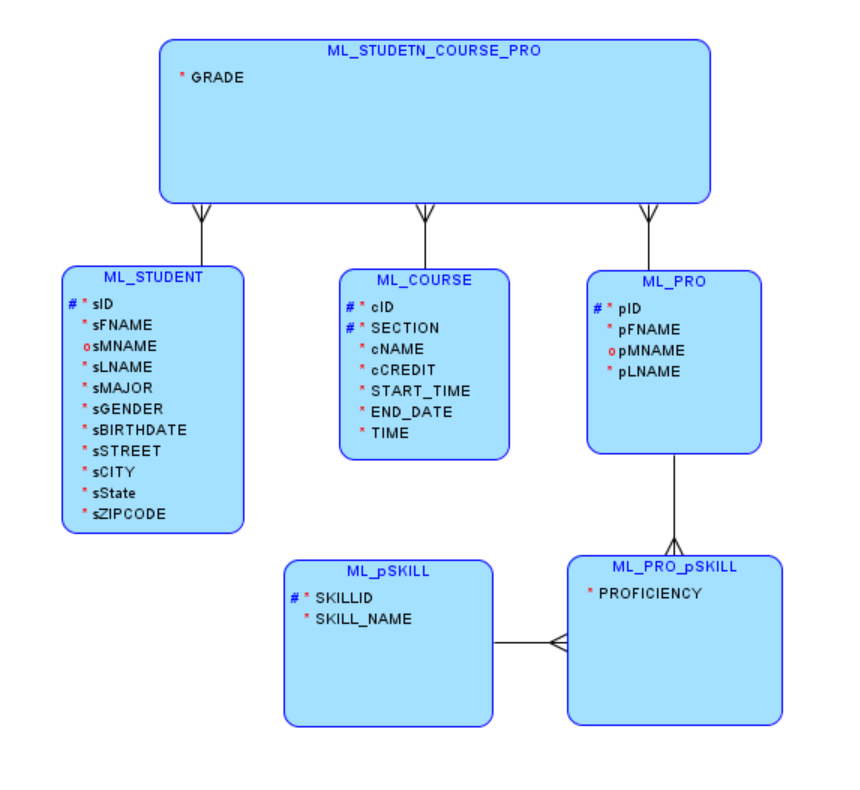 ML_STUDETN_COURSE_PRO
* GRADE
ML_STUDENT
# * sID
* sFNAME
o sMNAME
* sLNAME
* sMAJOR
* sGENDER
* sBIRTHDATE
* sSTREET
* sCITY
* sState
* sZIPCODE
ML_COURSE
# * cID
# * SECTION
* cNAME
* cCREDIT
* START_TIME
* END_DATE
* TIME
ML_PRO
# * pID
* pFNAME
o pMNAME
* pLNAME
ML_pSKILL
# * SKILLID
* SKILL_NAME
ML_PRO_pSKILL
* PROFICIENCY